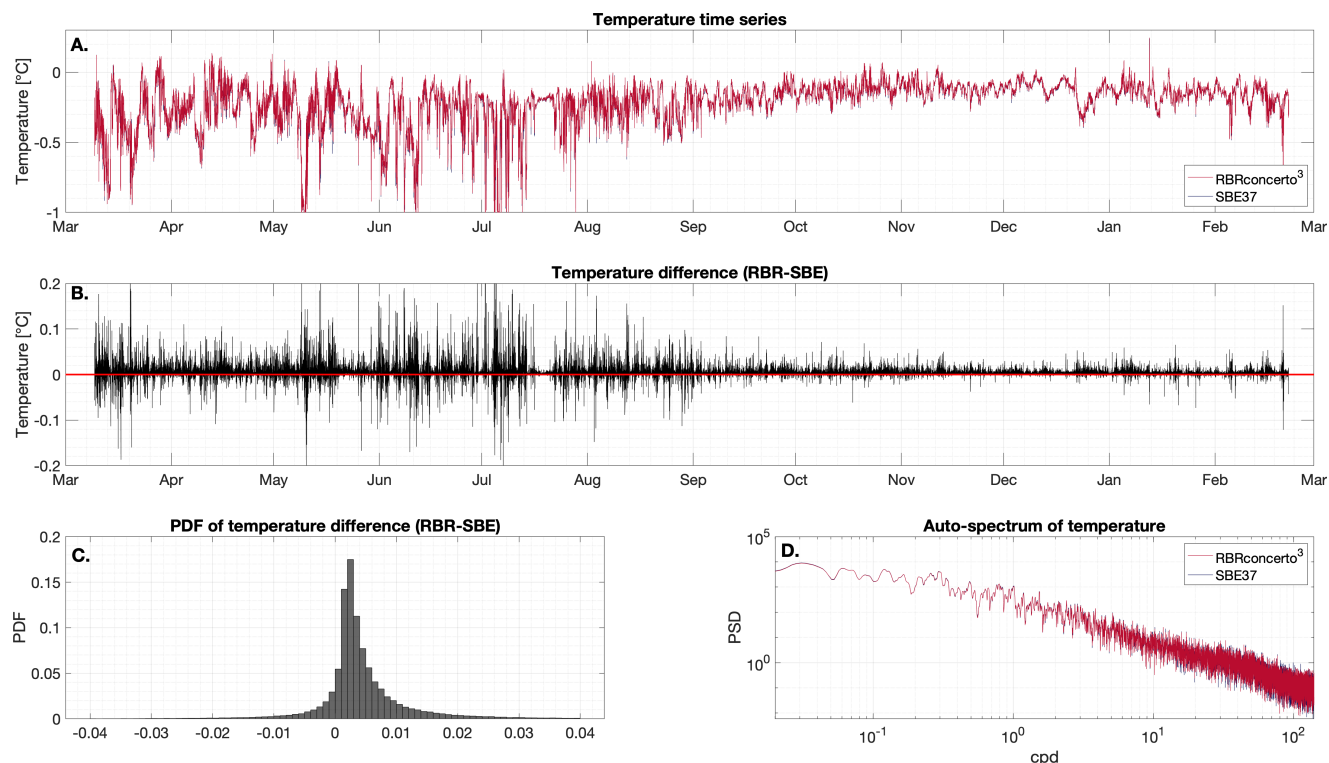 Temperature time series
A.
Temperature [°C]
0
-0.5
-1
RBRconcerto³
SBE37
Mar Apr May Jun Jul Aug Sep Oct Nov Dec Jan Feb Mar
Temperature difference (RBR-SBE)
B.
Temperature [°C]
0.2
0.1
0
-0.1
-0.2
Mar Apr May Jun Jul Aug Sep Oct Nov Dec Jan Feb Mar
PDF of temperature difference (RBR-SBE)
C.
PDF
0.2
0.15
0.1
0.05
0
-0.04 -0.03 -0.02 -0.01 0 0.01 0.02 0.03 0.04
Auto-spectrum of temperature
D.
PSD
10⁵
10⁰
RBRconcerto³
SBE37
10⁻¹ 10⁰ 10¹ 10²
cpd